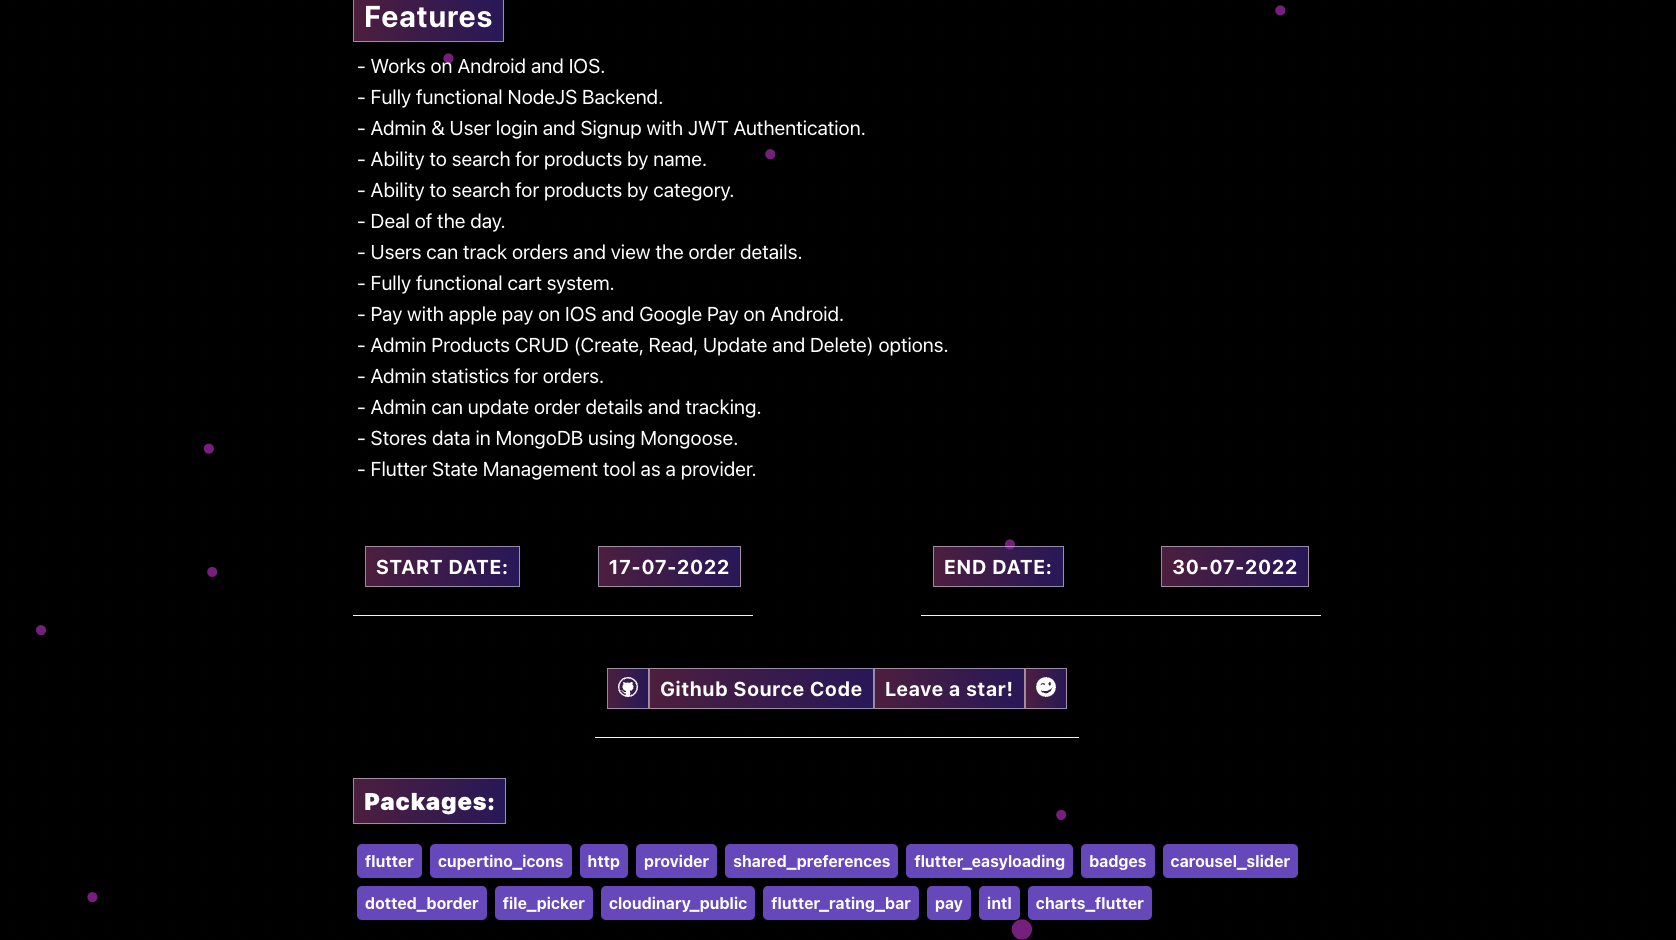 Features
- Works on Android and IOS.
- Fully functional NodeJS Backend.
- Admin & User login and Signup with JWT Authentication.
- Ability to search for products by name.
- Ability to search for products by category.
- Deal of the day.
- Users can track orders and view the order details.
- Fully functional cart system.
- Pay with apple pay on IOS and Google Pay on Android.
- Admin Products CRUD (Create, Read, Update and Delete) options.
- Admin statistics for orders.
- Admin can update order details and tracking.
- Stores data in MongoDB using Mongoose.
- Flutter State Management tool as a provider.
START DATE: 17-07-2022 END DATE: 30-07-2022
Github Source Code Leave a star!
Packages:
flutter cupertino_icons http provider shared_preferences flutter_easyloading badges carousel_slider
dotted_border file_picker cloudinary_public flutter_rating_bar pay intl charts_flutter